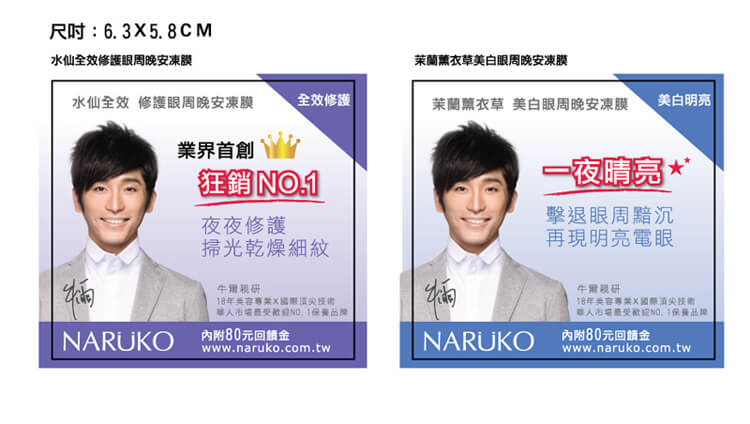 尺吋:6.3X5.8CM
水仙全效修護眼周晚安凍膜
水仙全效 修護眼周晚安凍膜
全效修護
業界首創
狂銷 NO.1
夜夜修護
掃光乾燥細紋
牛爾親研
18年美容專業X國際頂尖技術
華人市場最受歡迎NO.1保養品牌
NARÜKO
內附80元回饋金
www.naruko.com.tw
茉蘭薰衣草美白眼周晚安凍膜
茉蘭薰衣草 美白眼周晚安凍膜
美白明亮
一夜晴亮
擊退眼周黯沉
再現明亮電眼
牛爾親研
18年美容專業X國際頂尖技術
華人市場最受歡迎NO.1保養品牌
NARÜKO
內附80元回饋金
www.naruko.com.tw